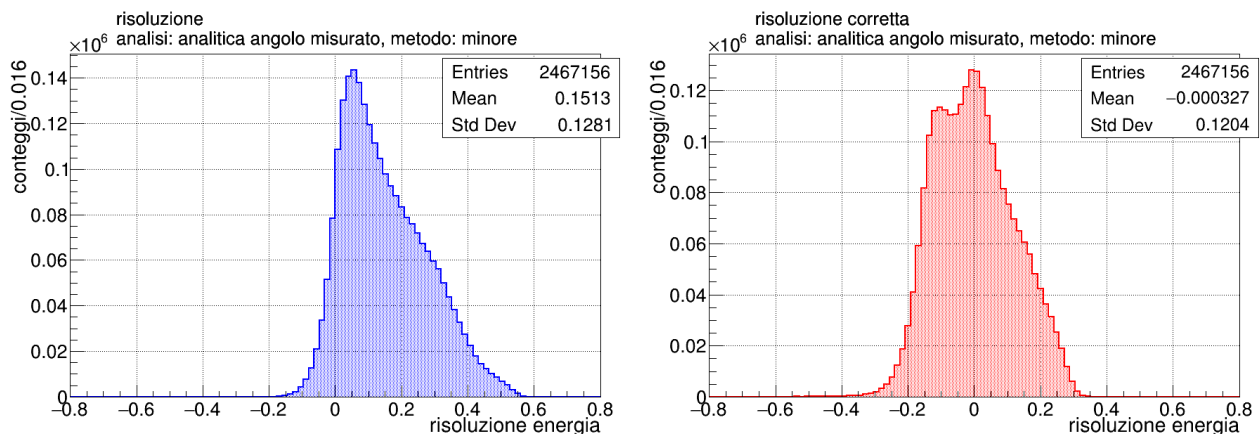 risoluzione
analisi: analitica angolo misurato, metodo: minore
×10⁶
Entries 2467156
Mean 0.1513
Std Dev 0.1281
conteggi/0.016
0.14
0.12
0.1
0.08
0.06
0.04
0.02
0
−0.8 −0.6 −0.4 −0.2 0 0.2 0.4 0.6 0.8
risoluzione energia
risoluzione corretta
analisi: analitica angolo misurato, metodo: minore
×10⁶
Entries 2467156
Mean −0.000327
Std Dev 0.1204
conteggi/0.016
0.12
0.1
0.08
0.06
0.04
0.02
0
−0.8 −0.6 −0.4 −0.2 0 0.2 0.4 0.6 0.8
risoluzione energia